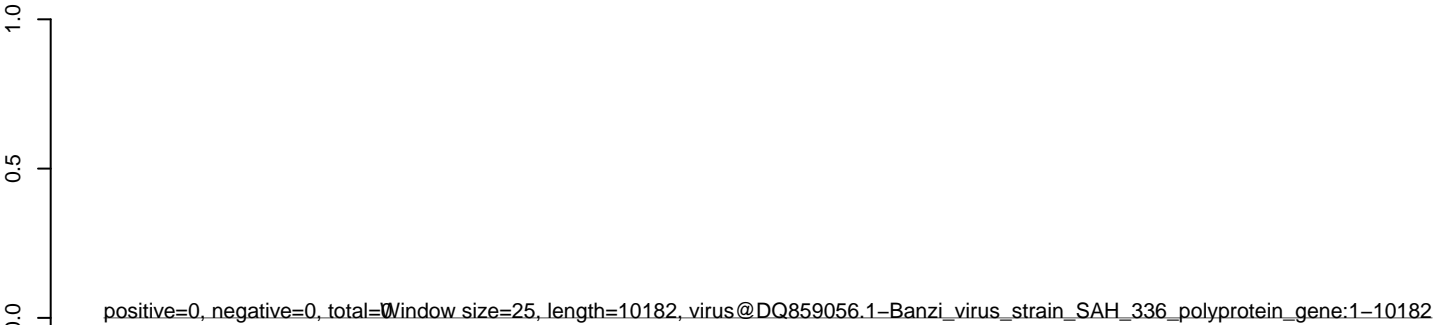 1.0
0.5
0.0
positive=0, negative=0, total=0
Window size=25, length=10182, virus@DQ859056.1−Banzi_virus_strain_SAH_336_polyprotein_gene:1−10182